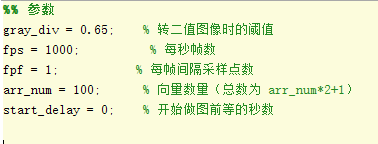 %% 参数
gray_div = 0.65;    % 转二值图像时的阈值
fps = 1000;          % 每秒帧数
fpf = 1;           % 每帧间隔采样点数
arr_num = 100;      % 向量数量（总数为 arr_num*2+1）
start_delay = 0;    % 开始做图前等的秒数